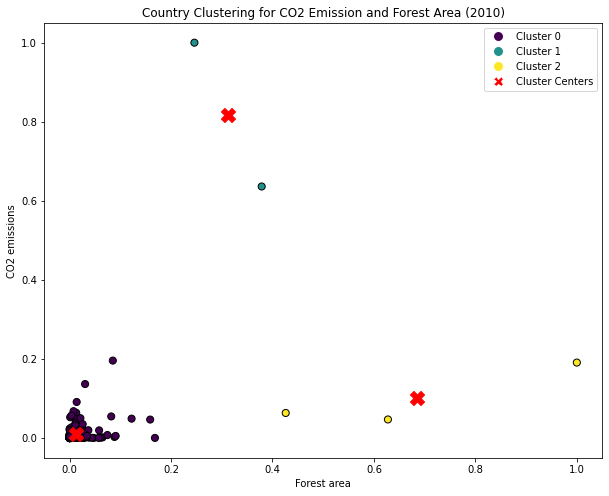 Country Clustering for CO2 Emission and Forest Area (2010)
Cluster 0
Cluster 1
Cluster 2
Cluster Centers
1.0
0.8
0.6
0.4
0.2
0.0
CO2 emissions
0.0 0.2 0.4 0.6 0.8 1.0
Forest area